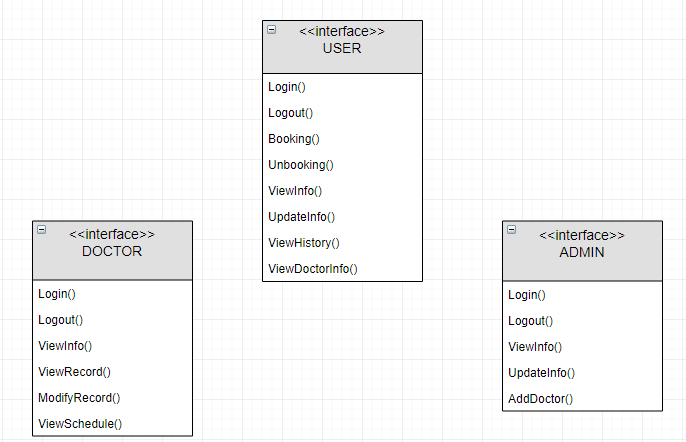 <<interface>>
USER
Login()
Logout()
Booking()
Unbooking()
ViewInfo()
UpdateInfo()
ViewHistory()
ViewDoctorInfo()
<<interface>>
DOCTOR
Login()
Logout()
ViewInfo()
ViewRecord()
ModifyRecord()
ViewSchedule()
<<interface>>
ADMIN
Login()
Logout()
ViewInfo()
UpdateInfo()
AddDoctor()